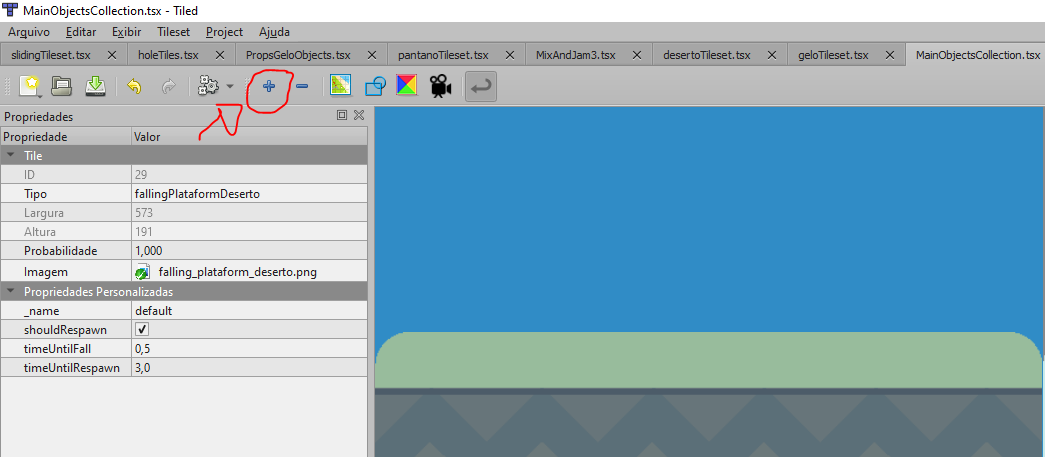 MainObjectsCollection.tsx - Tiled
Arquivo Editar Exibir Tileset Project Ajuda
slidingTileset.tsx holeTiles.tsx PropsGeloObjects.tsx pantanoTileset.tsx MixAndJam3.tsx desertoTileset.tsx geloTileset.tsx MainObjectsCollection.tsx
Propriedades
Propriedade Valor
Tile
ID 29
Tipo fallingPlataformDeserto
Largura 573
Altura 191
Probabilidade 1,000
Imagem falling_plataform_deserto.png
Propriedades Personalizadas
_name default
shouldRespawn
timeUntilFall 0,5
timeUntilRespawn 3,0